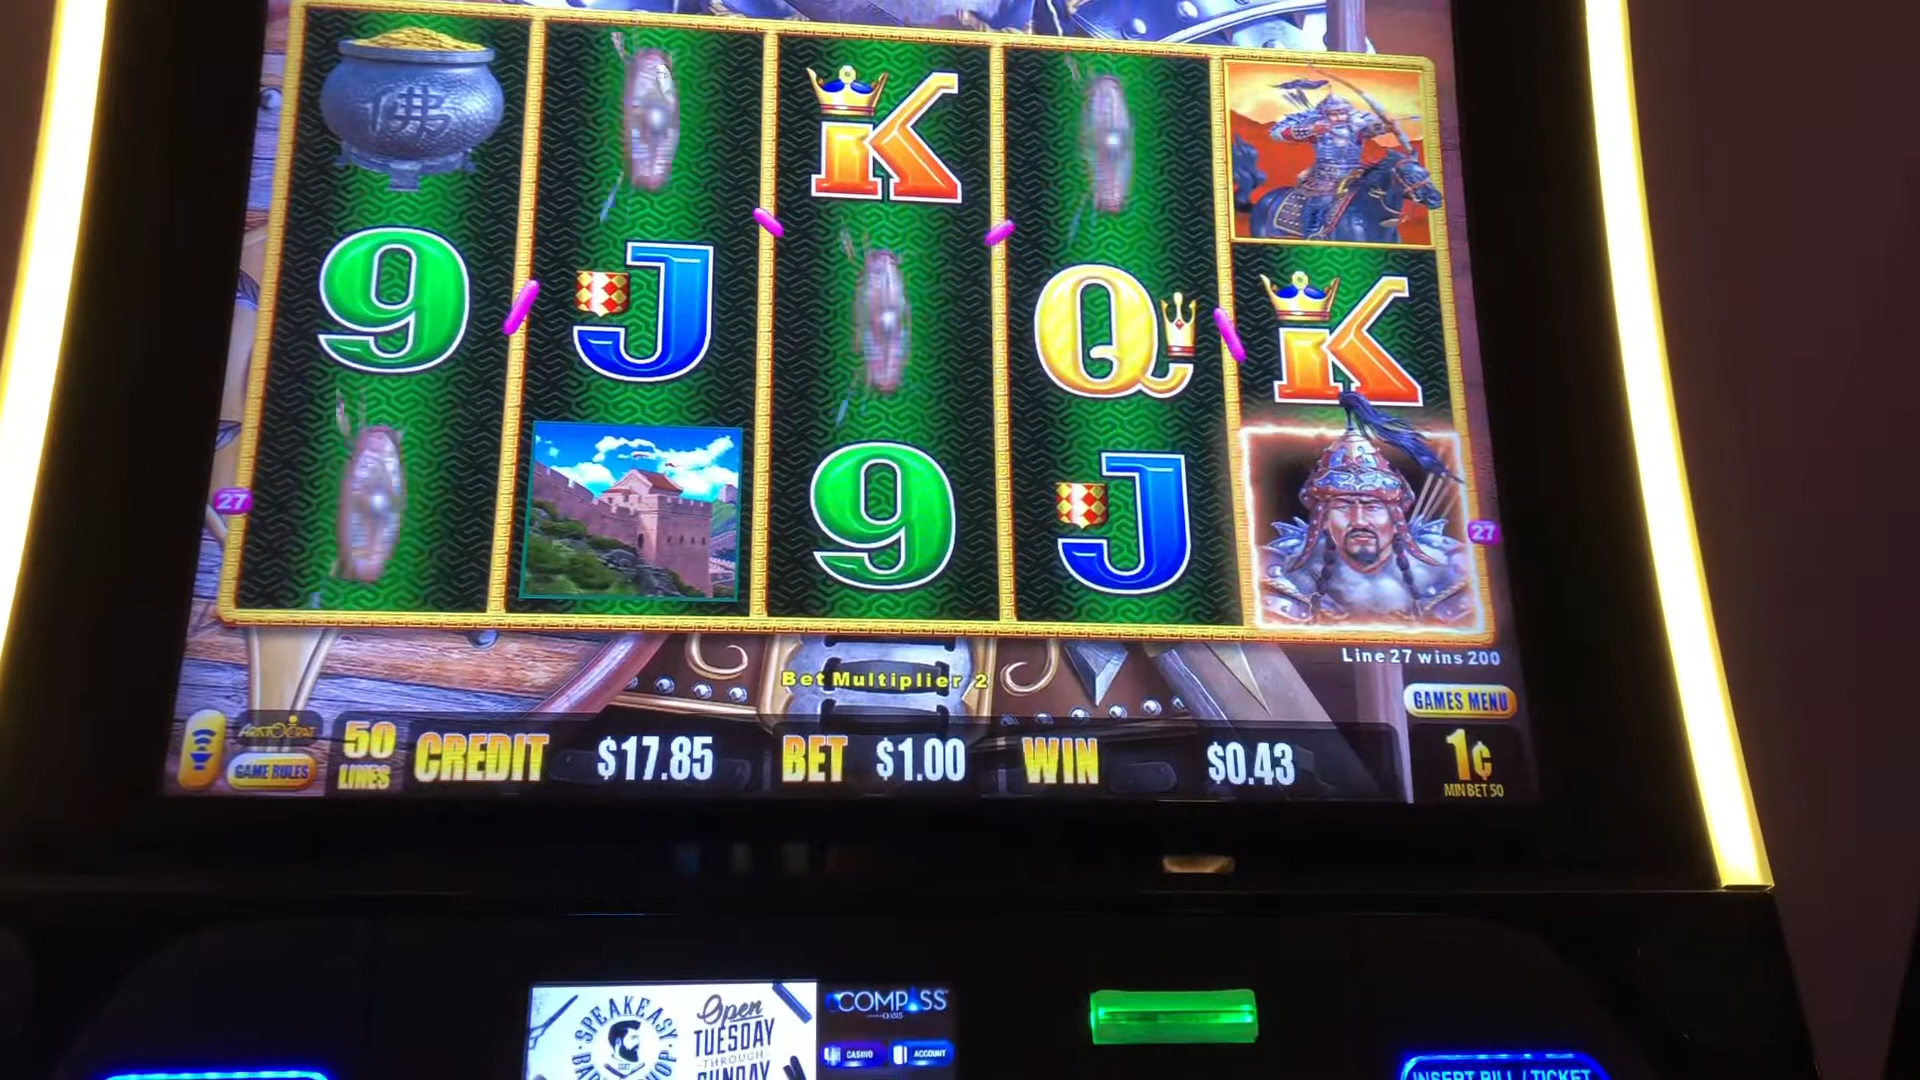 佛
K
9
J
Q
K
27
9
J
27
Line 27 wins 200
Bet Multiplier 2
GAMES MENU
ARISTOCRAT
GAME RULES
50
LINES
CREDIT $17.85
BET $1.00
WIN $0.43
1¢
MIN BET 50
SPEAKEASY
Open
TUESDAY
THROUGH
SUNDAY
COMPASS
CASINO
ACCOUNT
INSERT BILL / TICKET